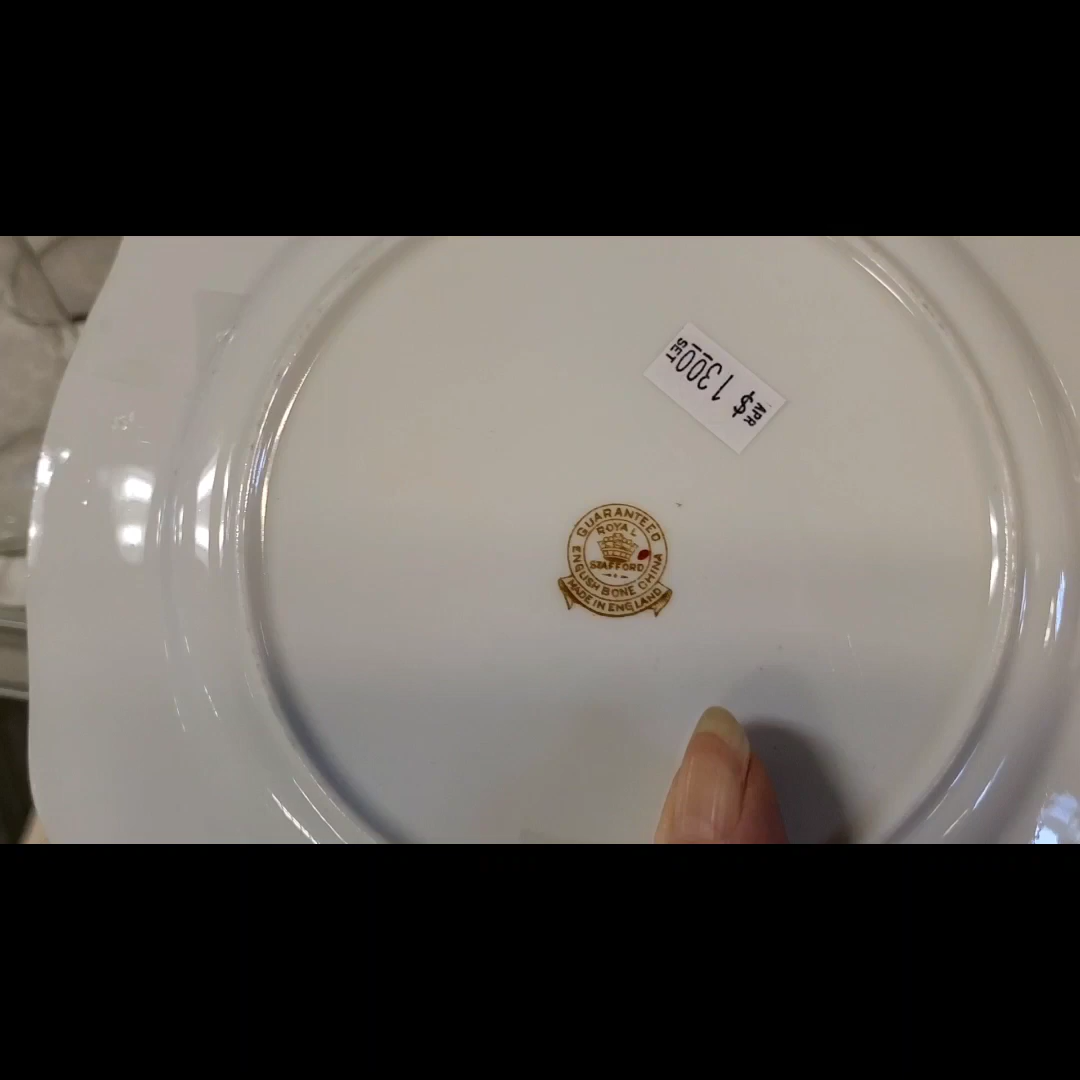 APR
$ 1300
SET
GUARANTEED
ROYAL
STAFFORD
ENGLISH BONE CHINA
MADE IN ENGLAND